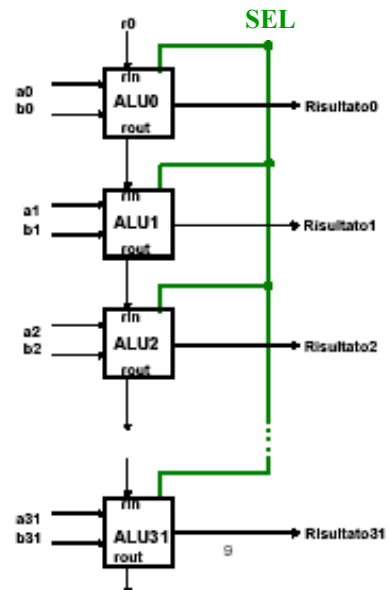 SEL
r0
rin
a0
ALU0
b0
Risultato0
rout
rin
a1
ALU1
b1
Risultato1
rout
rin
a2
ALU2
b2
Risultato2
rout
rin
a31
ALU31
b31
Risultato31
rout
9